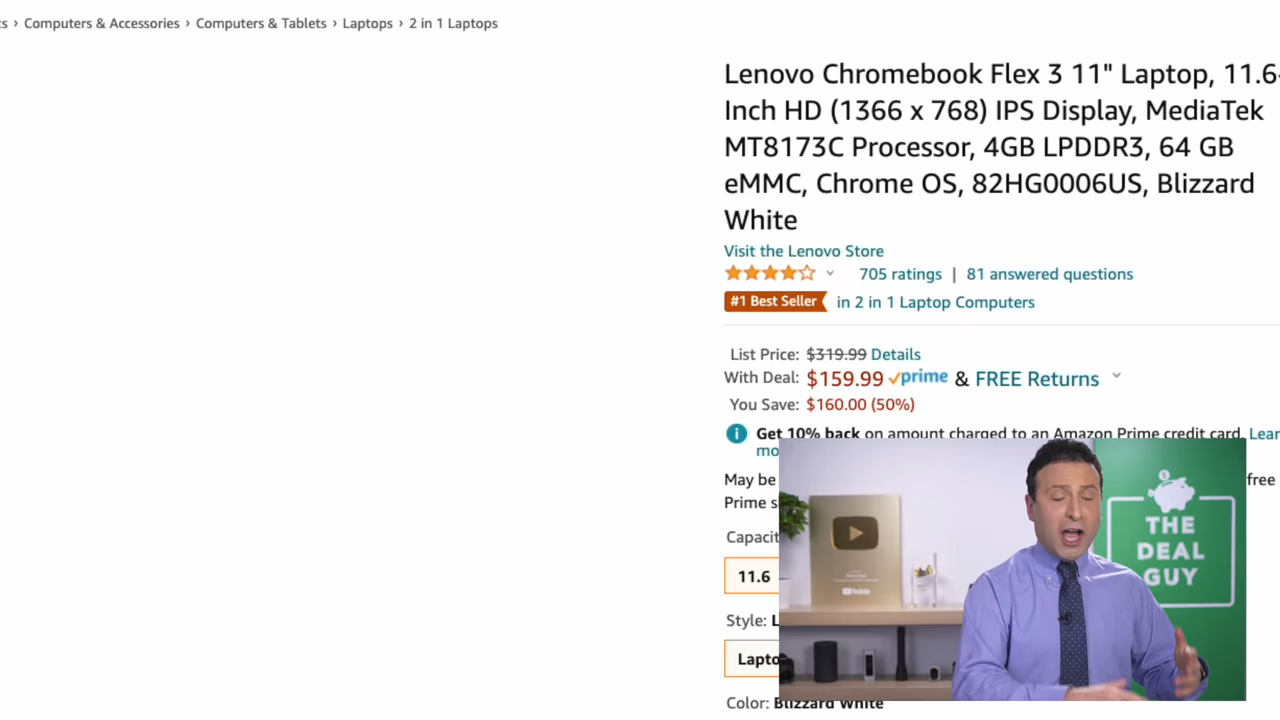 s › Computers & Accessories › Computers & Tablets › Laptops › 2 in 1 Laptops
Lenovo Chromebook Flex 3 11" Laptop, 11.6-
Inch HD (1366 x 768) IPS Display, MediaTek
MT8173C Processor, 4GB LPDDR3, 64 GB
eMMC, Chrome OS, 82HG0006US, Blizzard
White
Visit the Lenovo Store
705 ratings | 81 answered questions
#1 Best Seller in 2 in 1 Laptop Computers
List Price: $319.99 Details
With Deal: $159.99 prime & FREE Returns
You Save: $160.00 (50%)
Get 10% back on amount charged to an Amazon Prime credit card. Lear
mo
May be free
Prime s
Capacit
11.6
Style: L
Lapto
Color: Blizzard White
THE
DEAL
GUY
YouTube